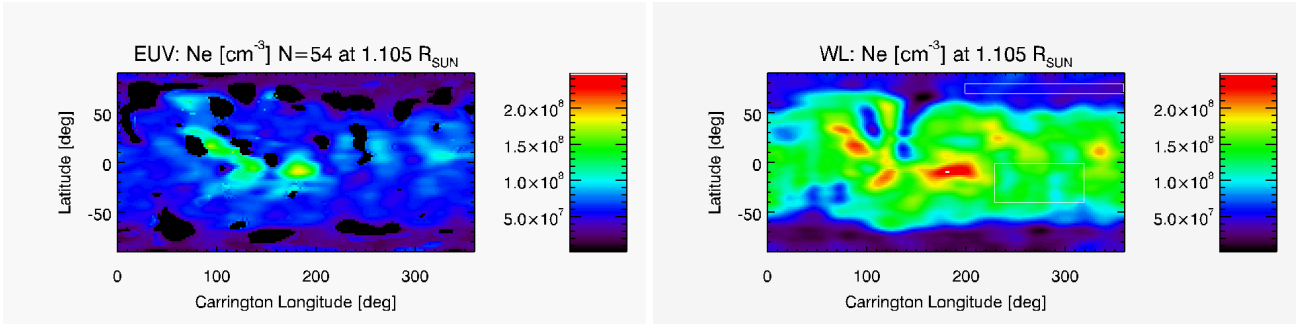 EUV: Ne [cm⁻³] N=54 at 1.105 R_SUN
Latitude [deg]
50
0
-50
0 100 200 300
Carrington Longitude [deg]
2.0×10⁸
1.5×10⁸
1.0×10⁸
5.0×10⁷
WL: Ne [cm⁻³] at 1.105 R_SUN
Latitude [deg]
50
0
-50
0 100 200 300
Carrington Longitude [deg]
2.0×10⁸
1.5×10⁸
1.0×10⁸
5.0×10⁷